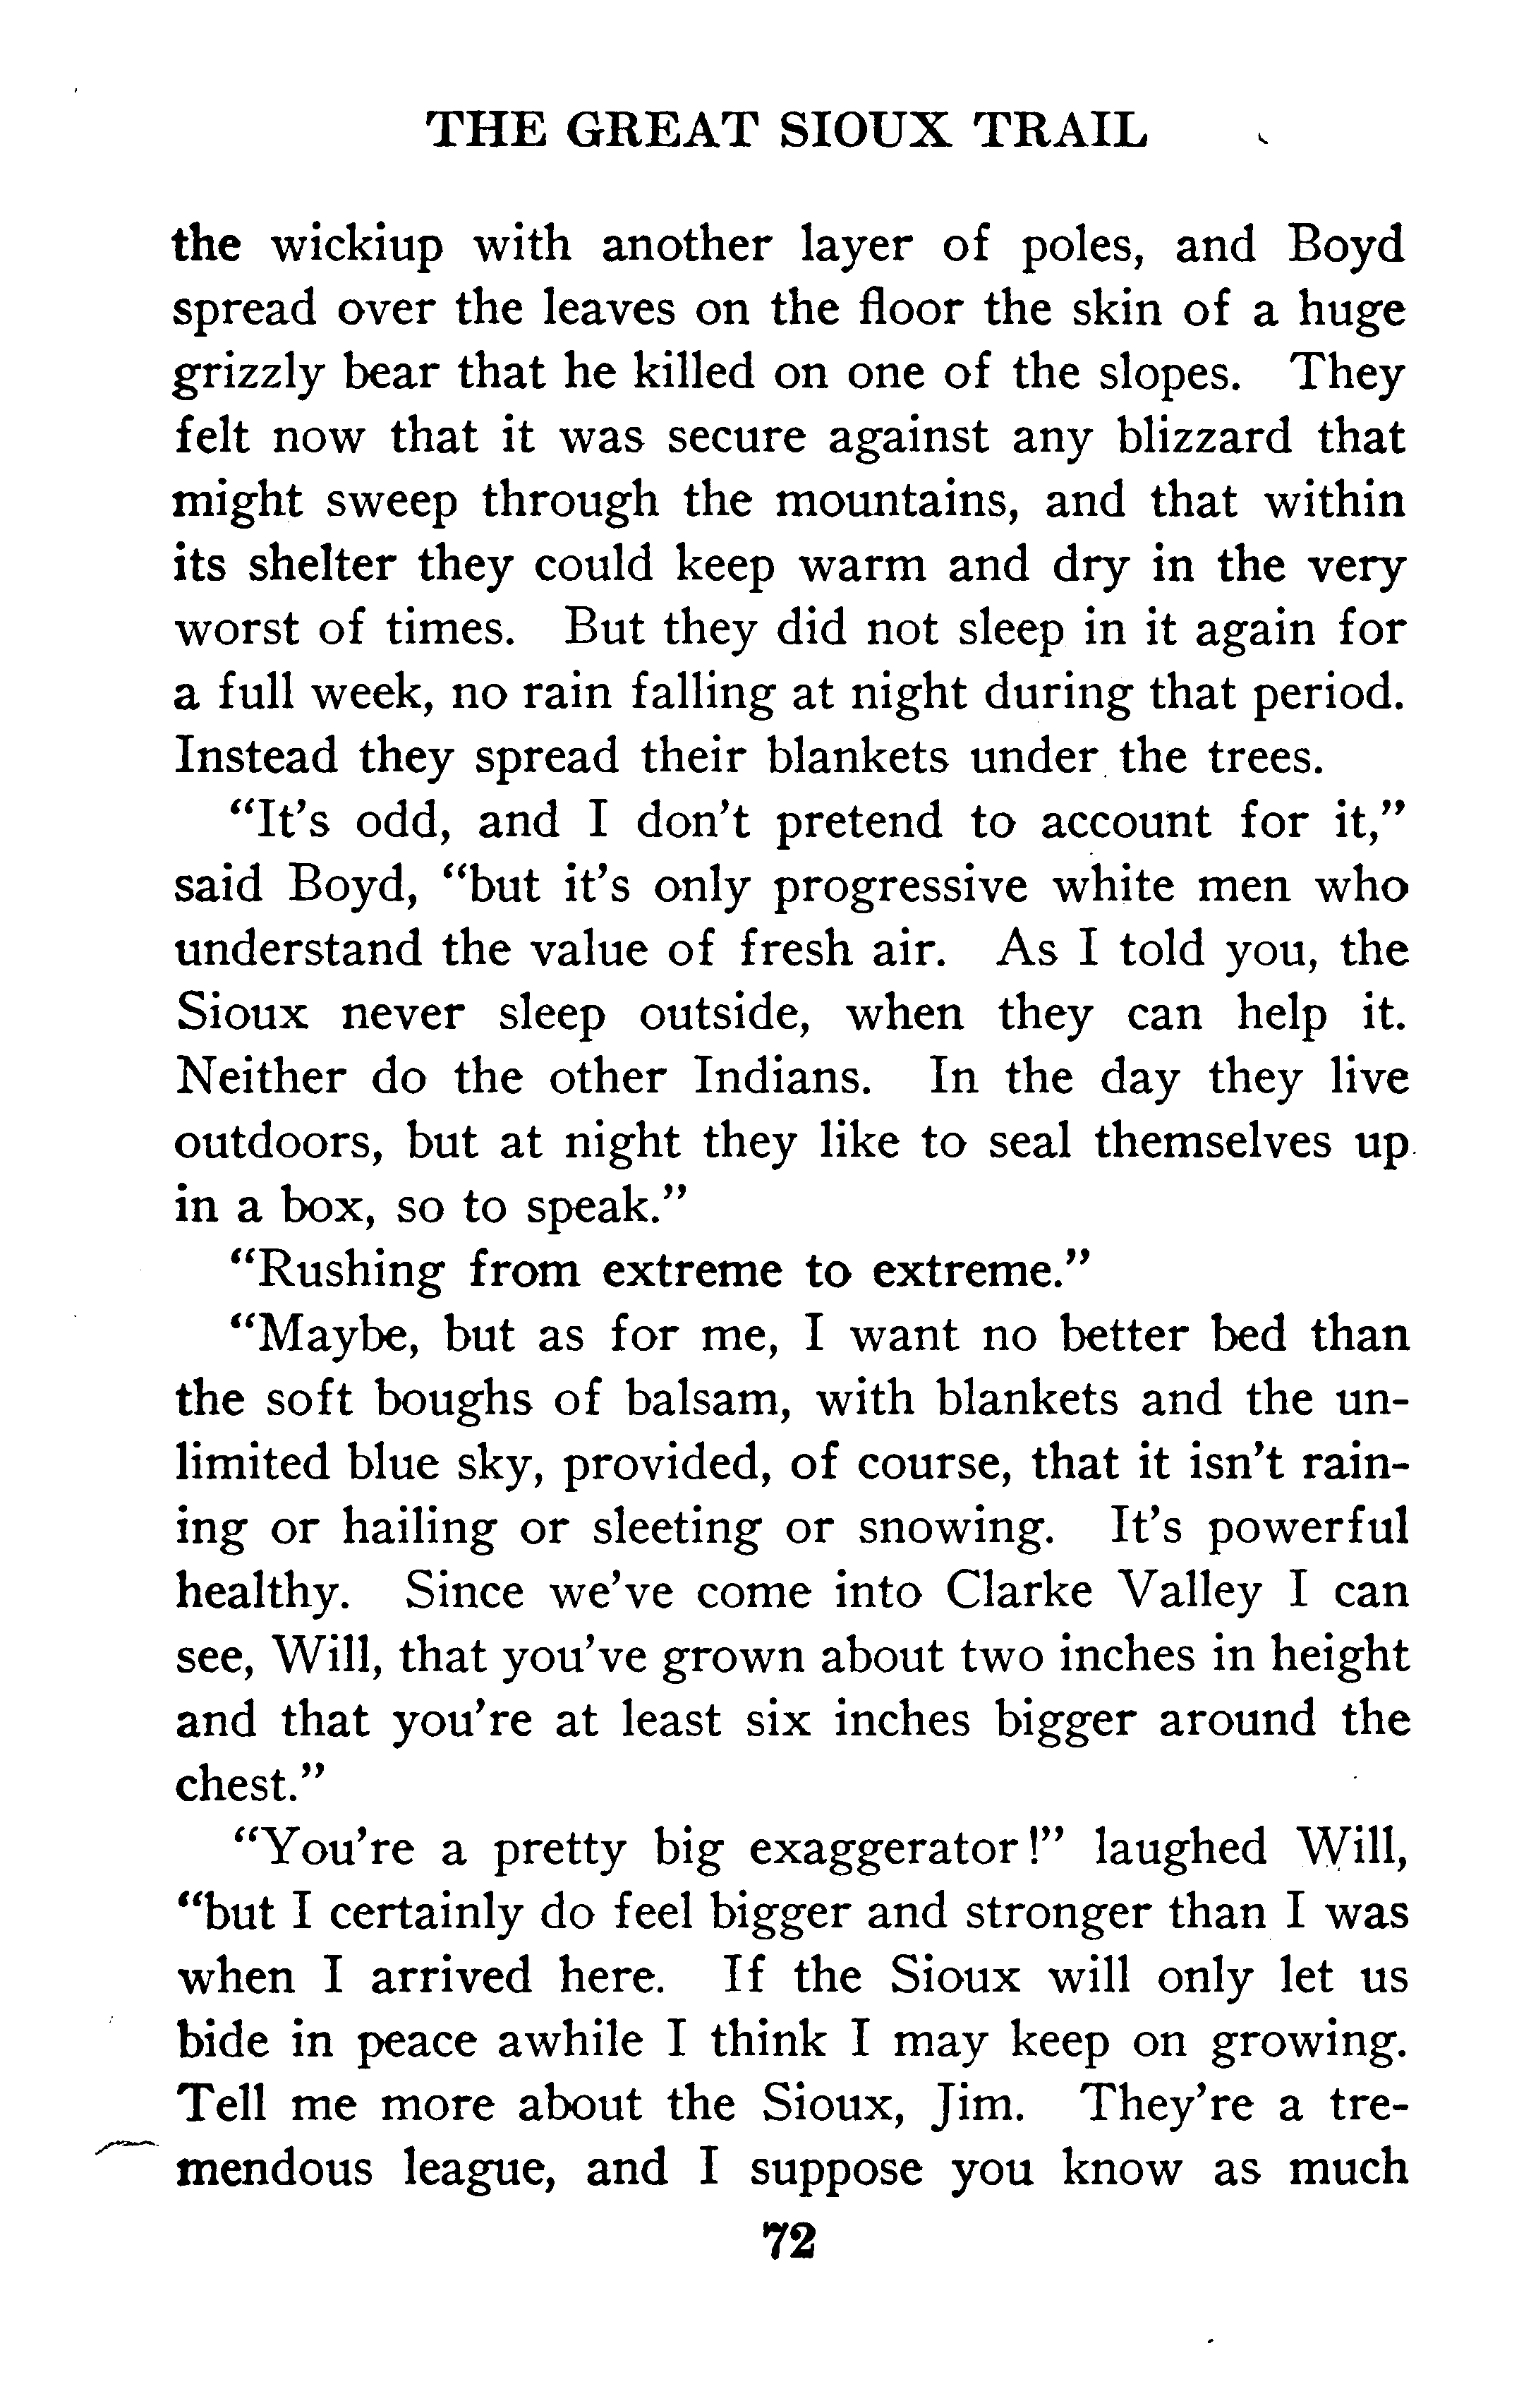 THE GREAT SIOUX TRAIL
the wickiup with another layer of poles, and Boyd
spread over the leaves on the floor the skin of a huge
grizzly bear that he killed on one of the slopes. They
felt now that it was secure against any blizzard that
might sweep through the mountains, and that within
its shelter they could keep warm and dry in the very
worst of times. But they did not sleep in it again for
a full week, no rain falling at night during that period.
Instead they spread their blankets under the trees.
"It's odd, and I don't pretend to account for it,"
said Boyd, "but it's only progressive white men who
understand the value of fresh air. As I told you, the
Sioux never sleep outside, when they can help it.
Neither do the other Indians. In the day they live
outdoors, but at night they like to seal themselves up
in a box, so to speak."
"Rushing from extreme to extreme."
"Maybe, but as for me, I want no better bed than
the soft boughs of balsam, with blankets and the un-
limited blue sky, provided, of course, that it isn't rain-
ing or hailing or sleeting or snowing. It's powerful
healthy. Since we've come into Clarke Valley I can
see, Will, that you've grown about two inches in height
and that you're at least six inches bigger around the
chest."
"You're a pretty big exaggerator!" laughed Will,
"but I certainly do feel bigger and stronger than I was
when I arrived here. If the Sioux will only let us
bide in peace awhile I think I may keep on growing.
Tell me more about the Sioux, Jim. They're a tre-
mendous league, and I suppose you know as much
72